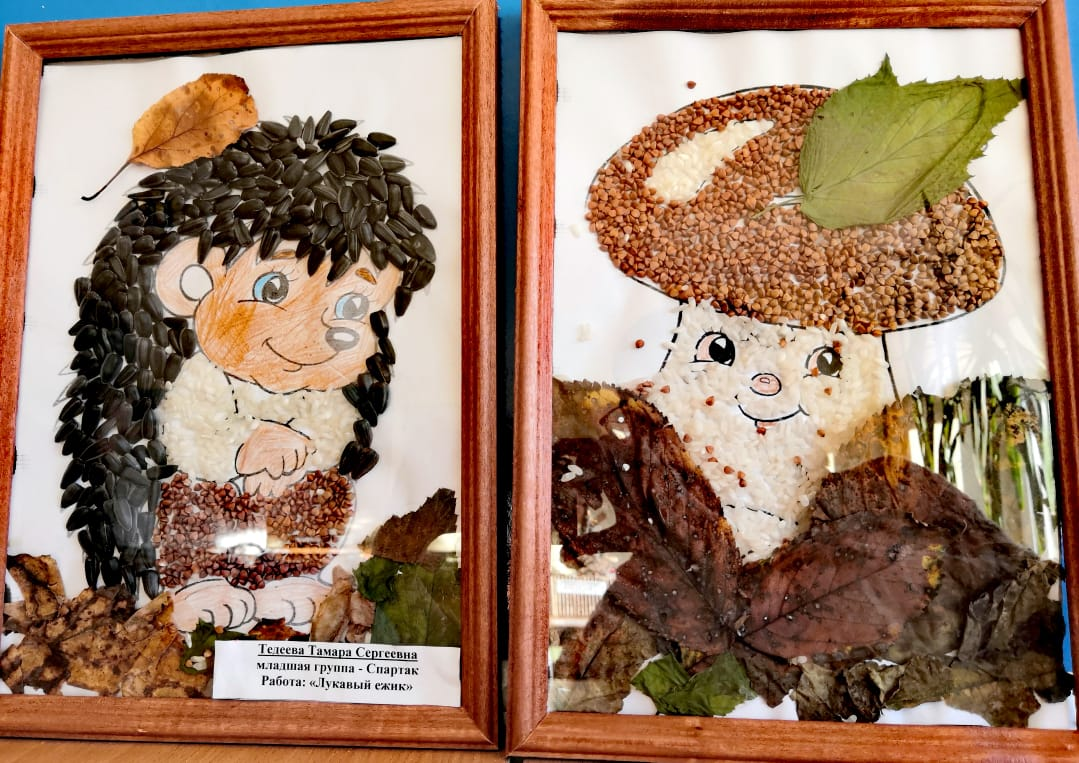 Тедеева Тамара Сергеевна
младшая группа - Спартак
Работа: «Лукавый ежик»